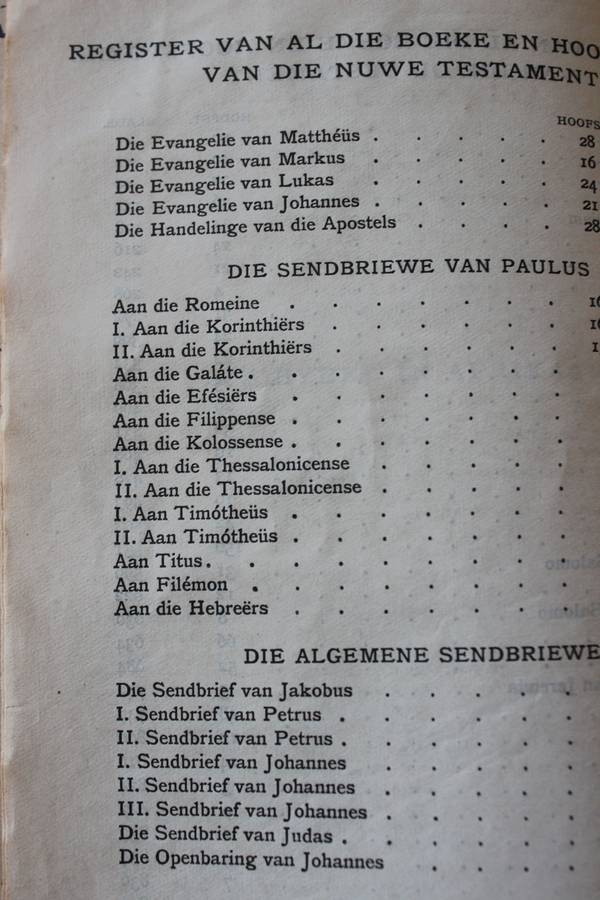 REGISTER VAN AL DIE BOEKE EN HOO
VAN DIE NUWE TESTAMENT
HOOFS
Die Evangelie van Matthéüs . . . . . 28
Die Evangelie van Markus . . . . . 16
Die Evangelie van Lukas . . . . . 24
Die Evangelie van Johannes . . . . . 21
Die Handelinge van die Apostels . . . . 28
DIE SENDBRIEWE VAN PAULUS
Aan die Romeine . . . . . . . 16
I. Aan die Korinthiërs . . . . . . 16
II. Aan die Korinthiërs . . . . . . 1
Aan die Galáte . . . . . . . .
Aan die Efésiërs . . . . . . .
Aan die Filippense . . . . . . .
Aan die Kolossense . . . . . . .
I. Aan die Thessalonicense . . . . .
II. Aan die Thessalonicense . . . . .
I. Aan Timótheüs . . . . . . .
II. Aan Timótheüs . . . . . . .
Aan Titus . . . . . . . . .
Aan Filémon . . . . . . . .
Aan die Hebreërs . . . . . . .
DIE ALGEMENE SENDBRIEWE
Die Sendbrief van Jakobus . . . . .
I. Sendbrief van Petrus . . . . . .
II. Sendbrief van Petrus . . . . . .
I. Sendbrief van Johannes . . . . .
II. Sendbrief van Johannes . . . . .
III. Sendbrief van Johannes . . . . .
Die Sendbrief van Judas . . . . . .
Die Openbaring van Johannes . . . . .